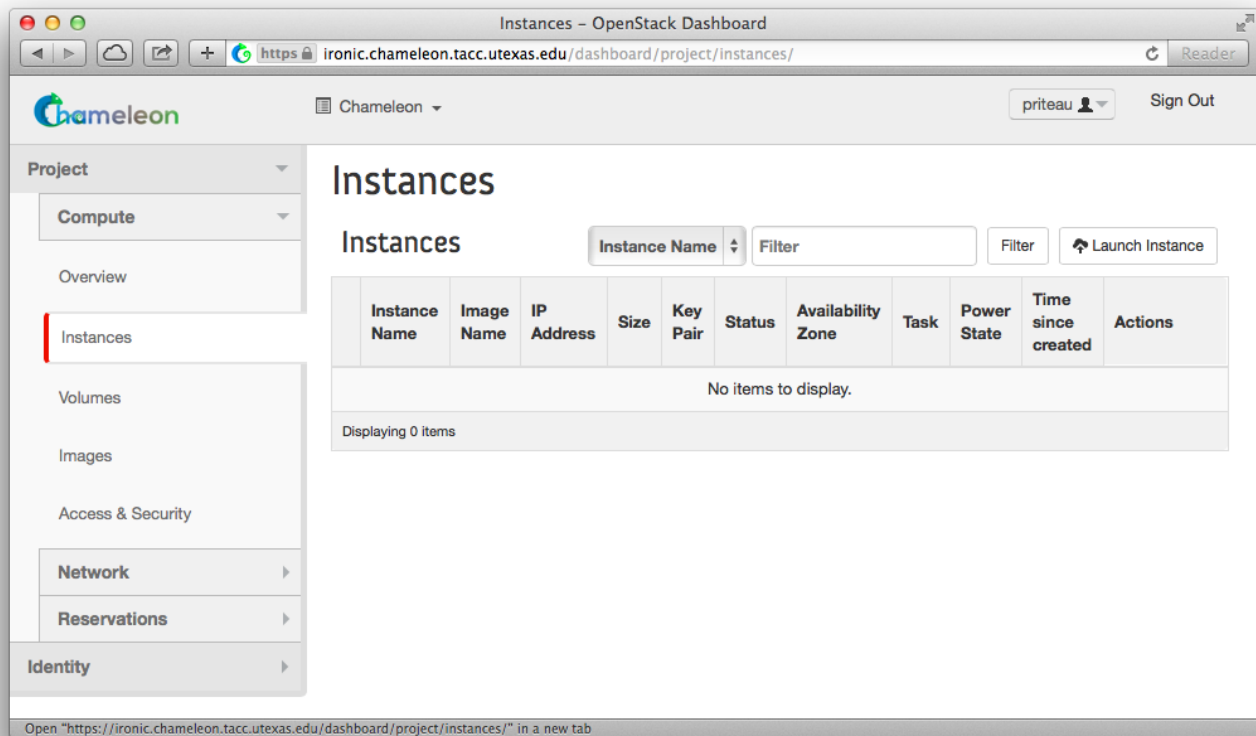 Instances – OpenStack Dashboard
https ironic.chameleon.tacc.utexas.edu/dashboard/project/instances/ Reader
Chameleon Chameleon priteau Sign Out
Project
Compute
Overview
Instances
Volumes
Images
Access & Security
Network
Reservations
Identity
Instances
Instances Instance Name Filter Filter Launch Instance
Instance Name Image Name IP Address Size Key Pair Status Availability Zone Task Power State Time since created Actions
No items to display.
Displaying 0 items
Open "https://ironic.chameleon.tacc.utexas.edu/dashboard/project/instances/" in a new tab